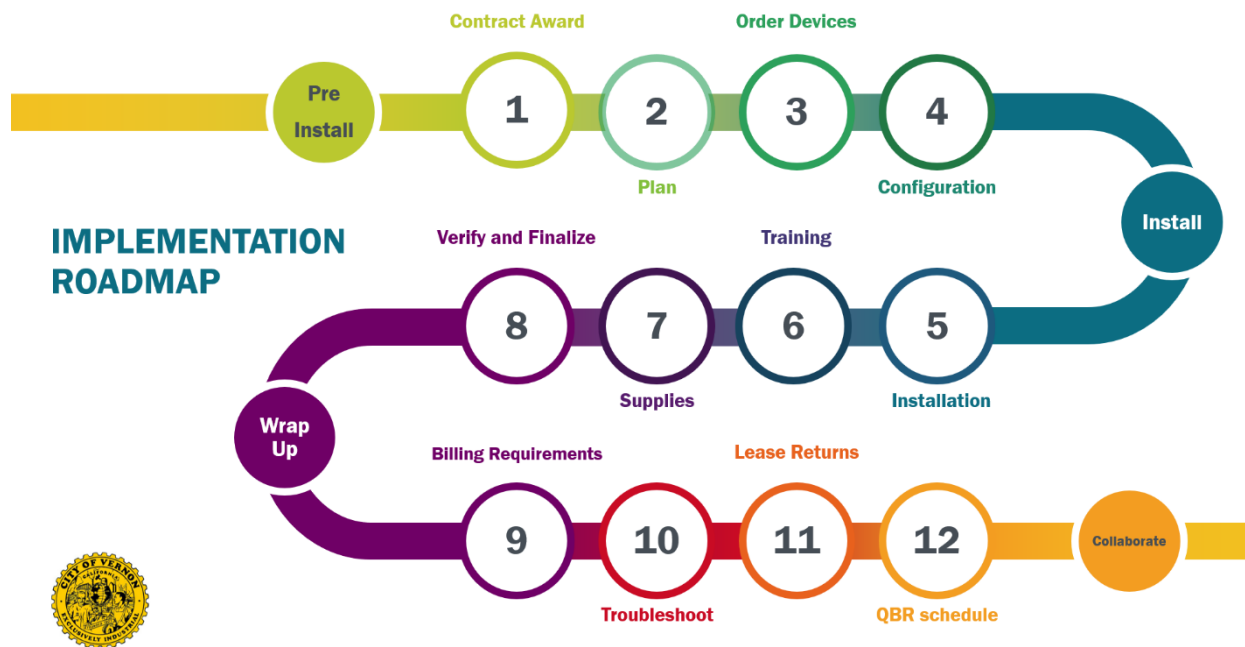 Contract Award
Order Devices
Pre
Install
1
2
3
4
Plan
Configuration
Install
IMPLEMENTATION
ROADMAP
Verify and Finalize
Training
8
7
6
5
Supplies
Installation
Wrap
Up
Billing Requirements
Lease Returns
9
10
11
12
Collaborate
Troubleshoot
QBR schedule
CITY OF VERNON
CALIFORNIA
EXCLUSIVELY INDUSTRIAL